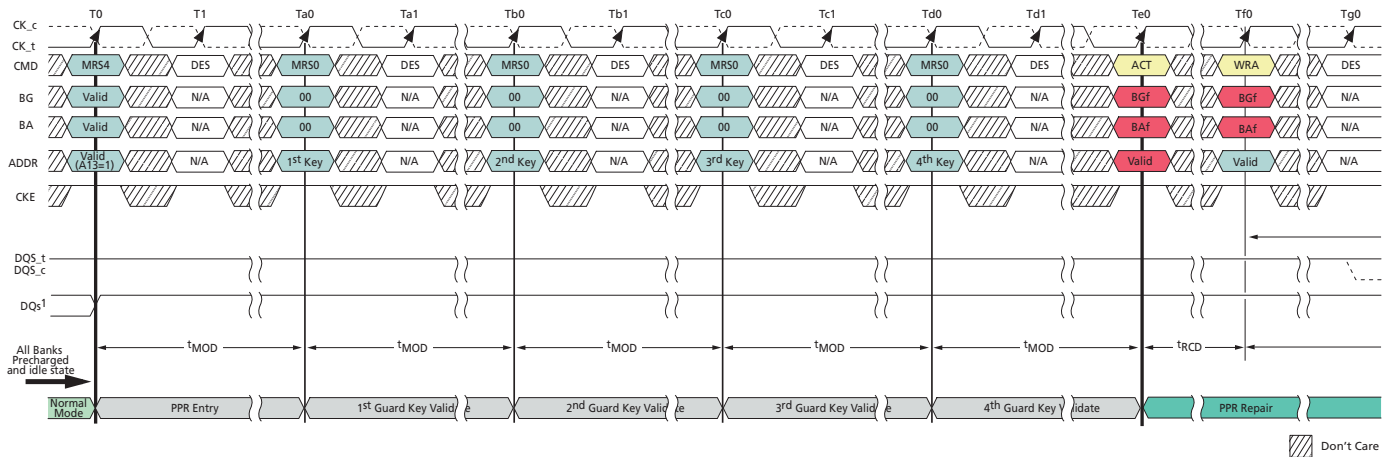 T0 T1 Ta0 Ta1 Tb0 Tb1 Tc0 Tc1 Td0 Td1 Te0 Tf0 Tg0
CK_c
CK_t
CMD MRS4 DES MRS0 DES MRS0 DES MRS0 DES MRS0 DES ACT WRA DES
BG Valid N/A 00 N/A 00 N/A 00 N/A 00 N/A BGf BGf N/A
BA Valid N/A 00 N/A 00 N/A 00 N/A 00 N/A BAf BAf N/A
ADDR Valid (A13=1) N/A 1st Key N/A 2nd Key N/A 3rd Key N/A 4th Key N/A Valid Valid N/A
CKE
DQS_t
DQS_c
DQs1
tMOD tMOD tMOD tMOD tMOD tRCD
All Banks
Precharged
and idle state
Normal Mode PPR Entry 1st Guard Key Validate 2nd Guard Key Validate 3rd Guard Key Validate 4th Guard Key Validate PPR Repair
Don't Care